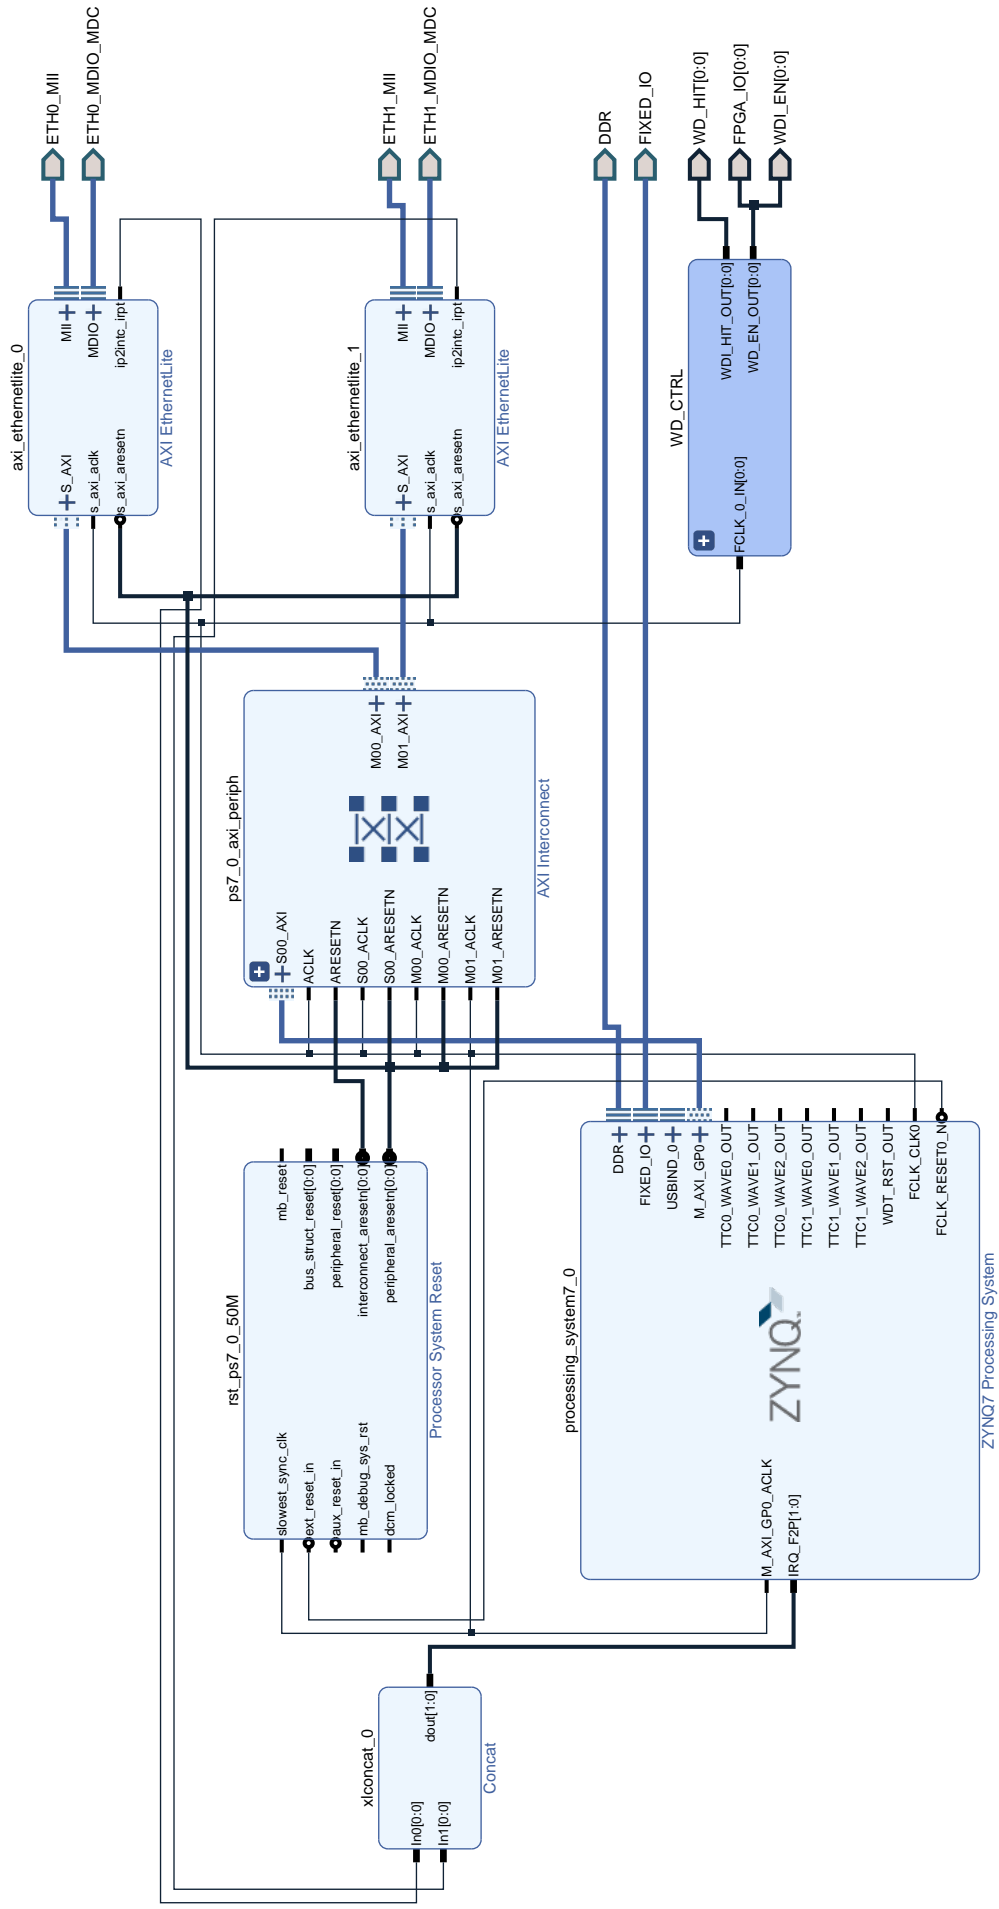 xlconcat_0
In0[0:0]
In1[0:0]
dout[1:0]
Concat
rst_ps7_0_50M
slowest_sync_clk
ext_reset_in
aux_reset_in
mb_debug_sys_rst
dcm_locked
mb_reset
bus_struct_reset[0:0]
peripheral_reset[0:0]
interconnect_aresetn[0:0]
peripheral_aresetn[0:0]
Processor System Reset
processing_system7_0
M_AXI_GP0_ACLK
IRQ_F2P[1:0]
ZYNQ
DDR
FIXED_IO
USBIND_0
M_AXI_GP0
TTC0_WAVE0_OUT
TTC0_WAVE1_OUT
TTC0_WAVE2_OUT
TTC1_WAVE0_OUT
TTC1_WAVE1_OUT
TTC1_WAVE2_OUT
WDT_RST_OUT
FCLK_CLK0
FCLK_RESET0_N
ZYNQ7 Processing System
ps7_0_axi_periph
S00_AXI
ACLK
ARESETN
S00_ACLK
S00_ARESETN
M00_ACLK
M00_ARESETN
M01_ACLK
M01_ARESETN
M00_AXI
M01_AXI
AXI Interconnect
axi_ethernetlite_0
S_AXI
s_axi_aclk
s_axi_aresetn
MII
MDIO
ip2intc_irpt
AXI EthernetLite
axi_ethernetlite_1
S_AXI
s_axi_aclk
s_axi_aresetn
MII
MDIO
ip2intc_irpt
AXI EthernetLite
WD_CTRL
FCLK_0_IN[0:0]
WDI_HIT_OUT[0:0]
WD_EN_OUT[0:0]
ETH0_MII
ETH0_MDIO_MDC
ETH1_MII
ETH1_MDIO_MDC
DDR
FIXED_IO
WD_HIT[0:0]
FPGA_IO[0:0]
WDI_EN[0:0]